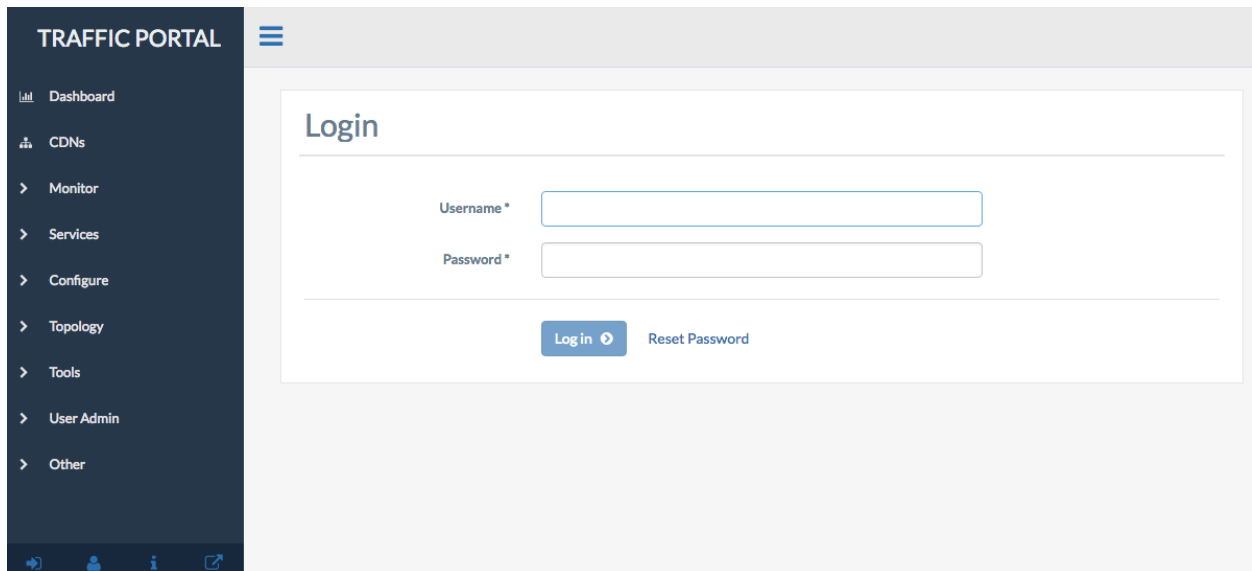 TRAFFIC PORTAL
Dashboard
CDNs
Monitor
Services
Configure
Topology
Tools
User Admin
Other
Login
Username *
Password *
Log in
Reset Password